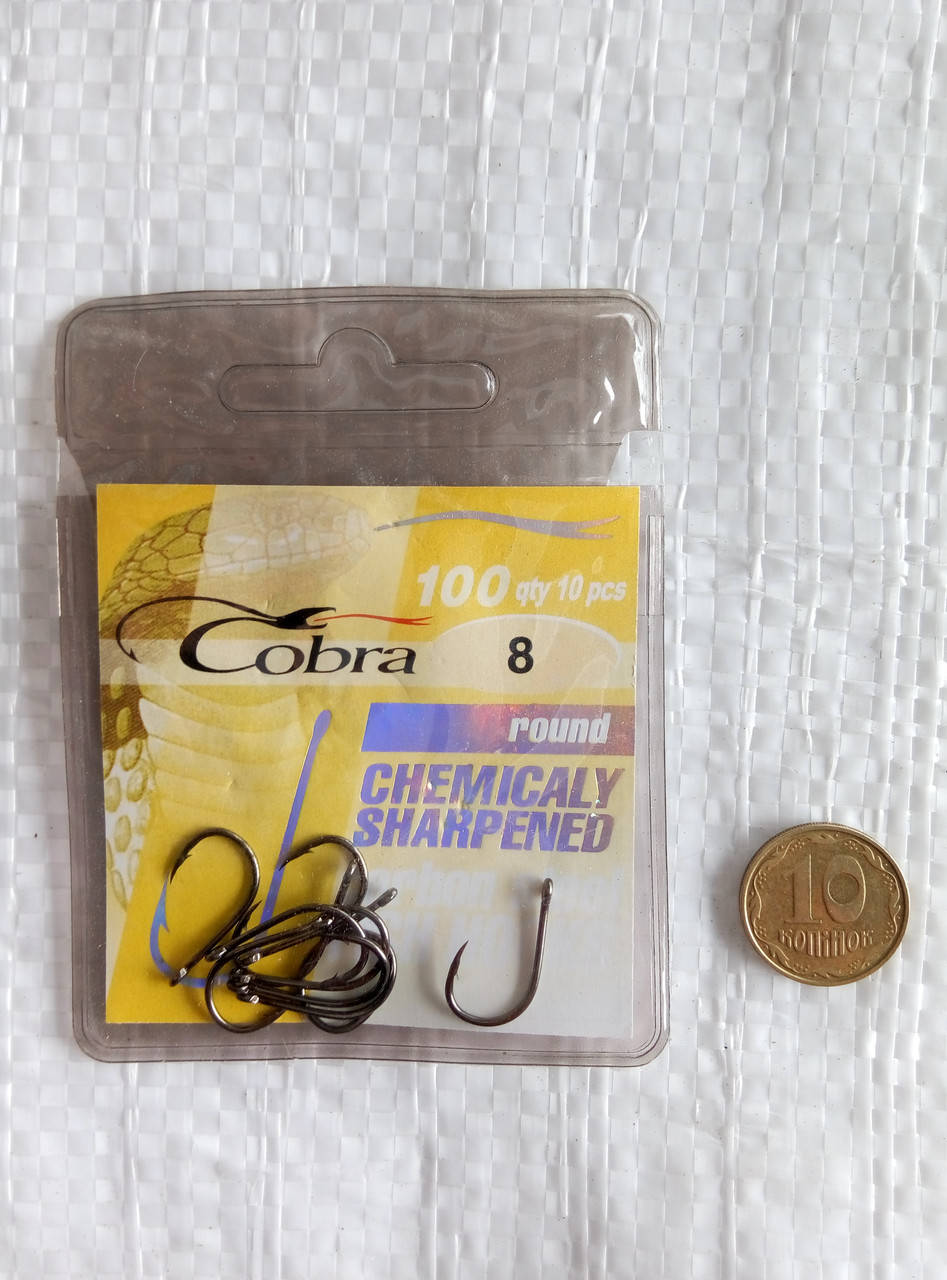 100 qty 10 pcs
Cobra
8
round
CHEMICALY
SHARPENED
10
КОПІЙОК